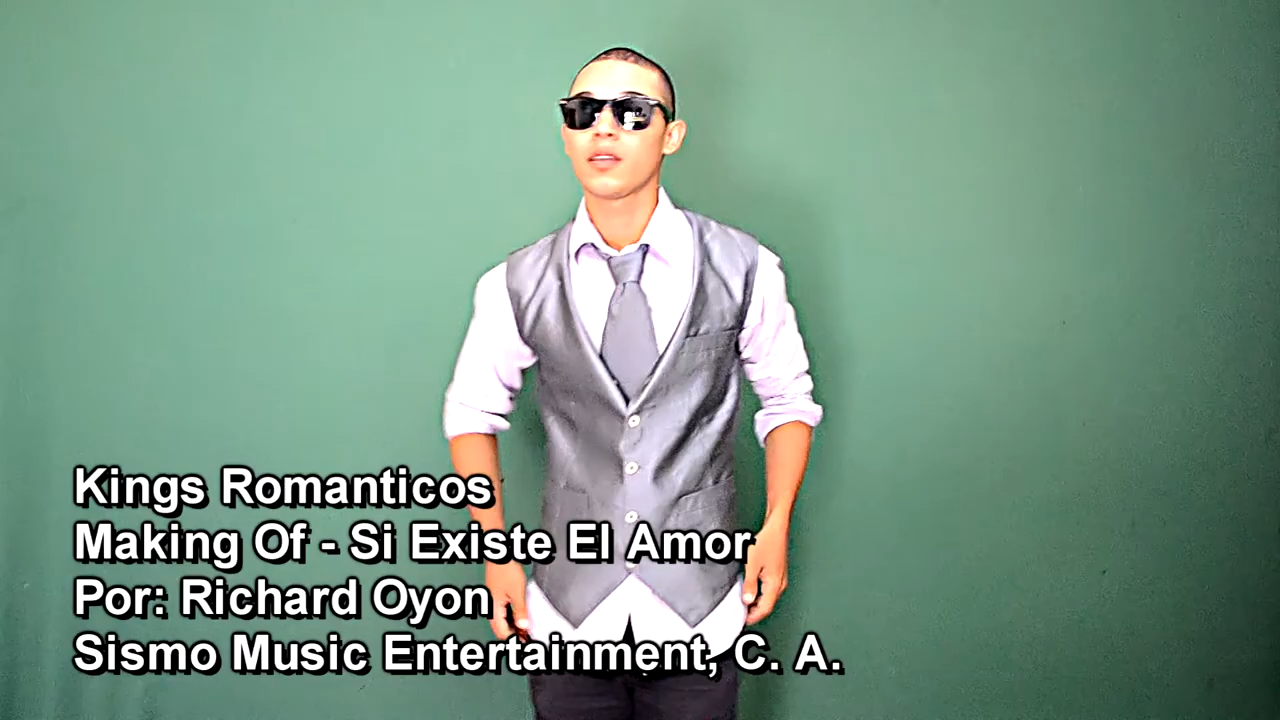 Kings Romanticos
Making Of - Si Existe El Amor
Por: Richard Oyon
Sismo Music Entertainment, C. A.